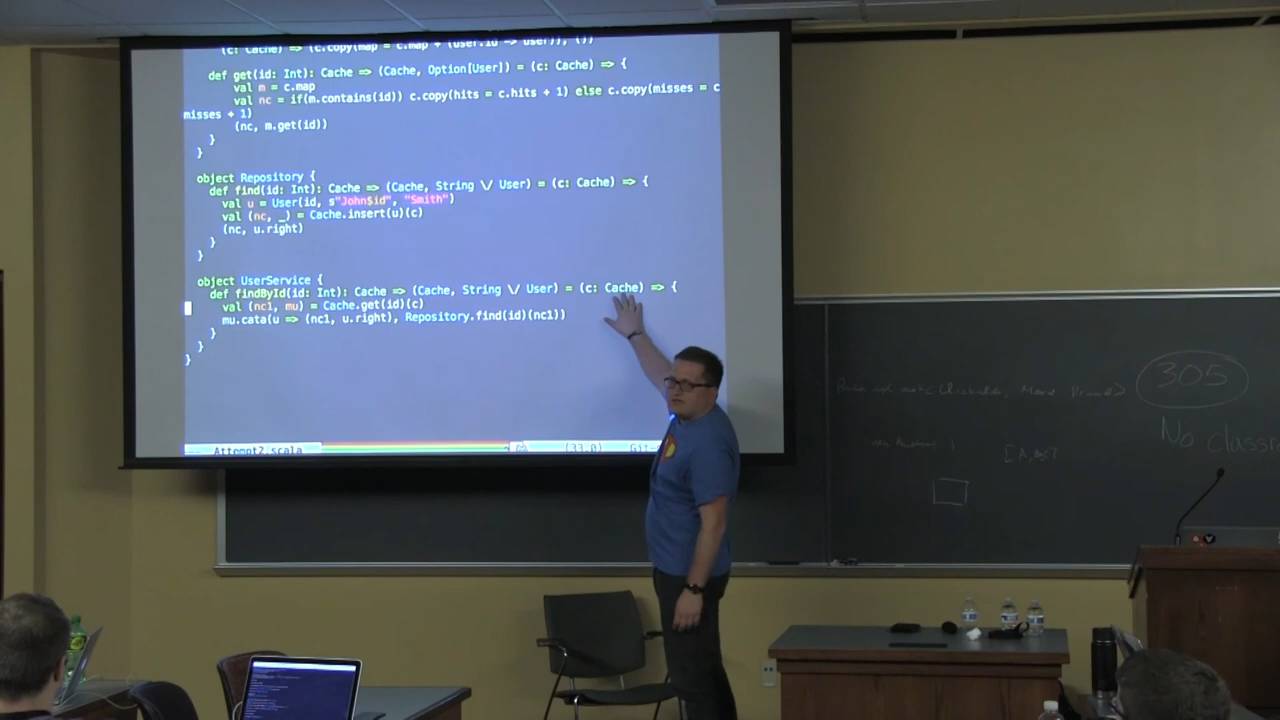 (c: Cache) => (c.copy(map = c.map + (user.id -> user)), ())
def get(id: Int): Cache => (Cache, Option[User]) = (c: Cache) => {
val m = c.map
val nc = if(m.contains(id)) c.copy(hits = c.hits + 1) else c.copy(misses = c
misses + 1)
(nc, m.get(id))
}
}
object Repository {
def find(id: Int): Cache => (Cache, String \/ User) = (c: Cache) => {
val u = User(id, s"John$id", "Smith")
val (nc, _) = Cache.insert(u)(c)
(nc, u.right)
}
}
object UserService {
def findById(id: Int): Cache => (Cache, String \/ User) = (c: Cache) => {
val (nc1, mu) = Cache.get(id)(c)
mu.cata(u => (nc1, u.right), Repository.find(id)(nc1))
}
}
}
Attempt2.scala (33,0) Git-
305
No classr